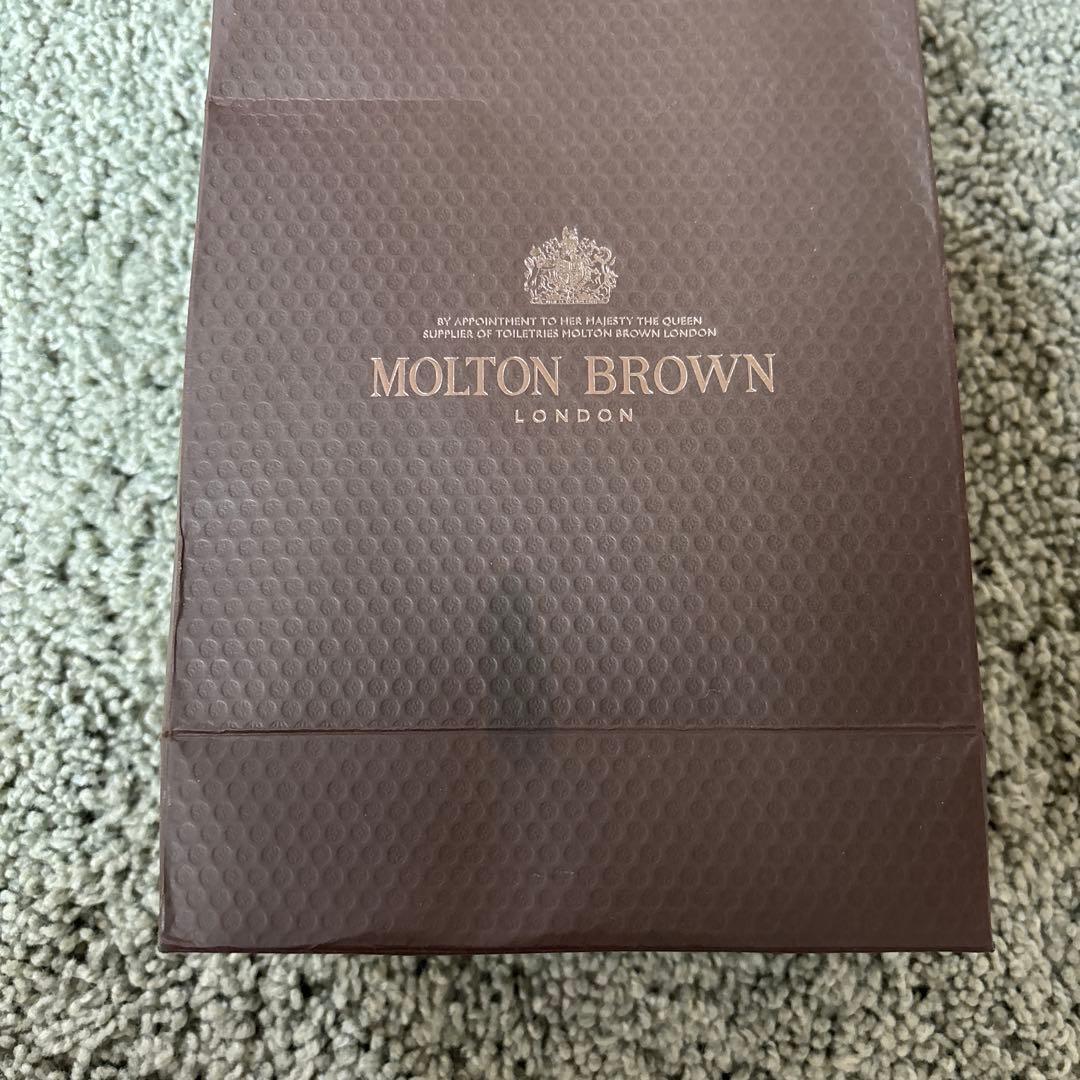 BY APPOINTMENT TO HER MAJESTY THE QUEEN
SUPPLIER OF TOILETRIES MOLTON BROWN LONDON
MOLTON BROWN
LONDON